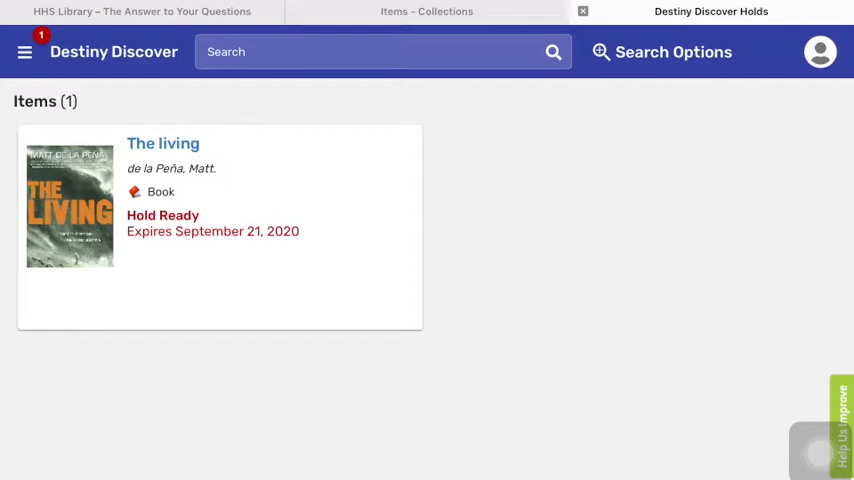 HHS Library – The Answer to Your Questions
Items - Collections
Destiny Discover Holds
1
Destiny Discover
Search
Search Options
Items (1)
MATT DE LA PEÑA
THE
LIVING
The living
de la Peña, Matt.
Book
Hold Ready
Expires September 21, 2020
Help Us Improve